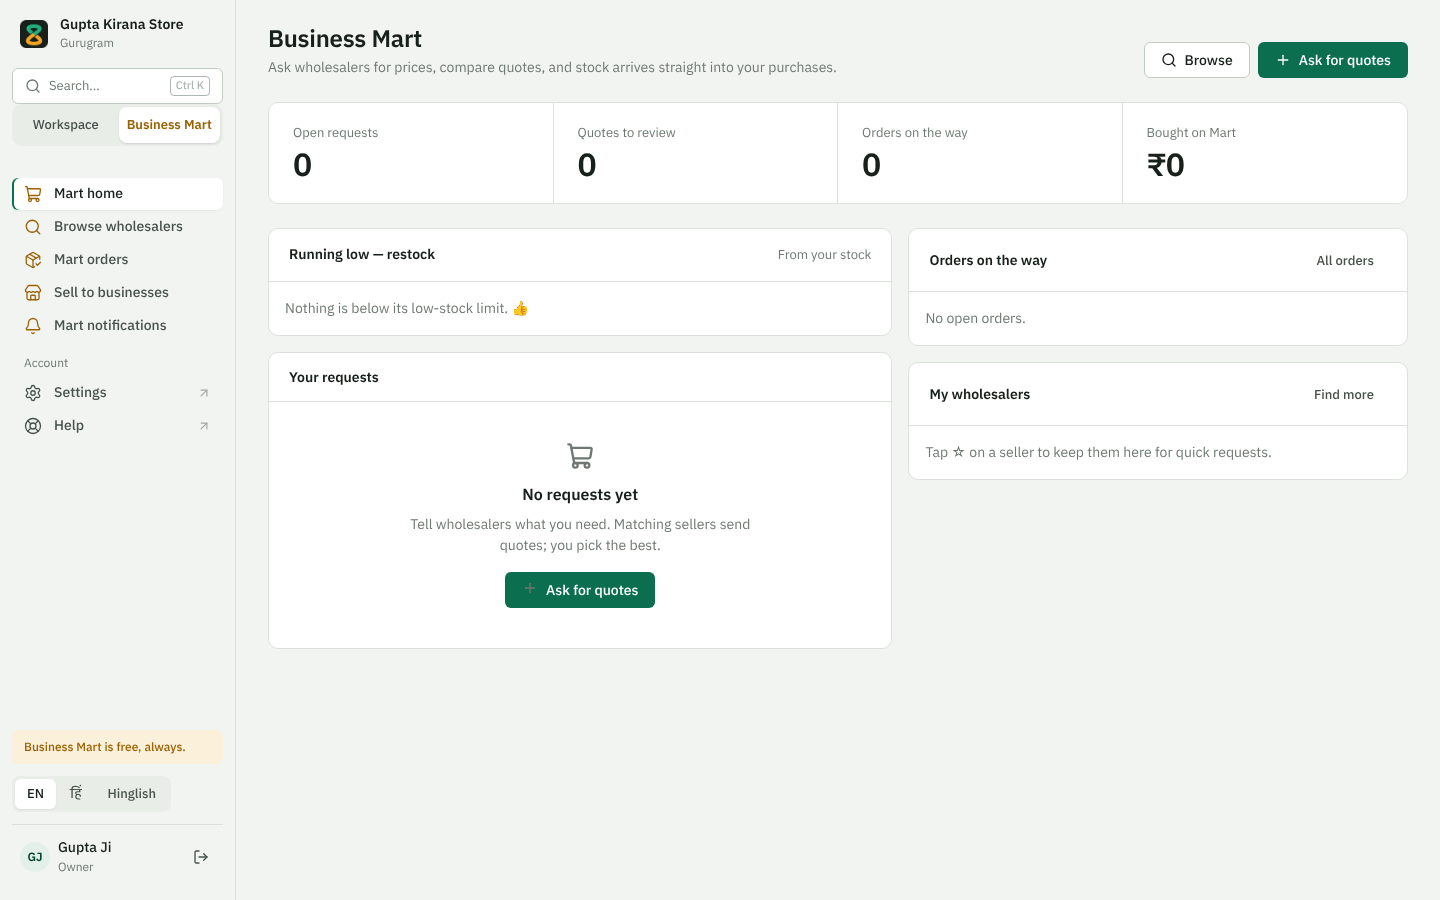 Gupta Kirana Store
Gurugram
Search...
Ctrl K
Workspace
Business Mart
Mart home
Browse wholesalers
Mart orders
Sell to businesses
Mart notifications
Account
Settings
Help
Business Mart is free, always.
EN
हिं
Hinglish
GJ
Gupta Ji
Owner
Business Mart
Ask wholesalers for prices, compare quotes, and stock arrives straight into your purchases.
Browse
+ Ask for quotes
Open requests
0
Quotes to review
0
Orders on the way
0
Bought on Mart
₹0
Running low — restock
From your stock
Nothing is below its low-stock limit. 👍
Your requests
No requests yet
Tell wholesalers what you need. Matching sellers send
quotes; you pick the best.
+ Ask for quotes
Orders on the way
All orders
No open orders.
My wholesalers
Find more
Tap ☆ on a seller to keep them here for quick requests.